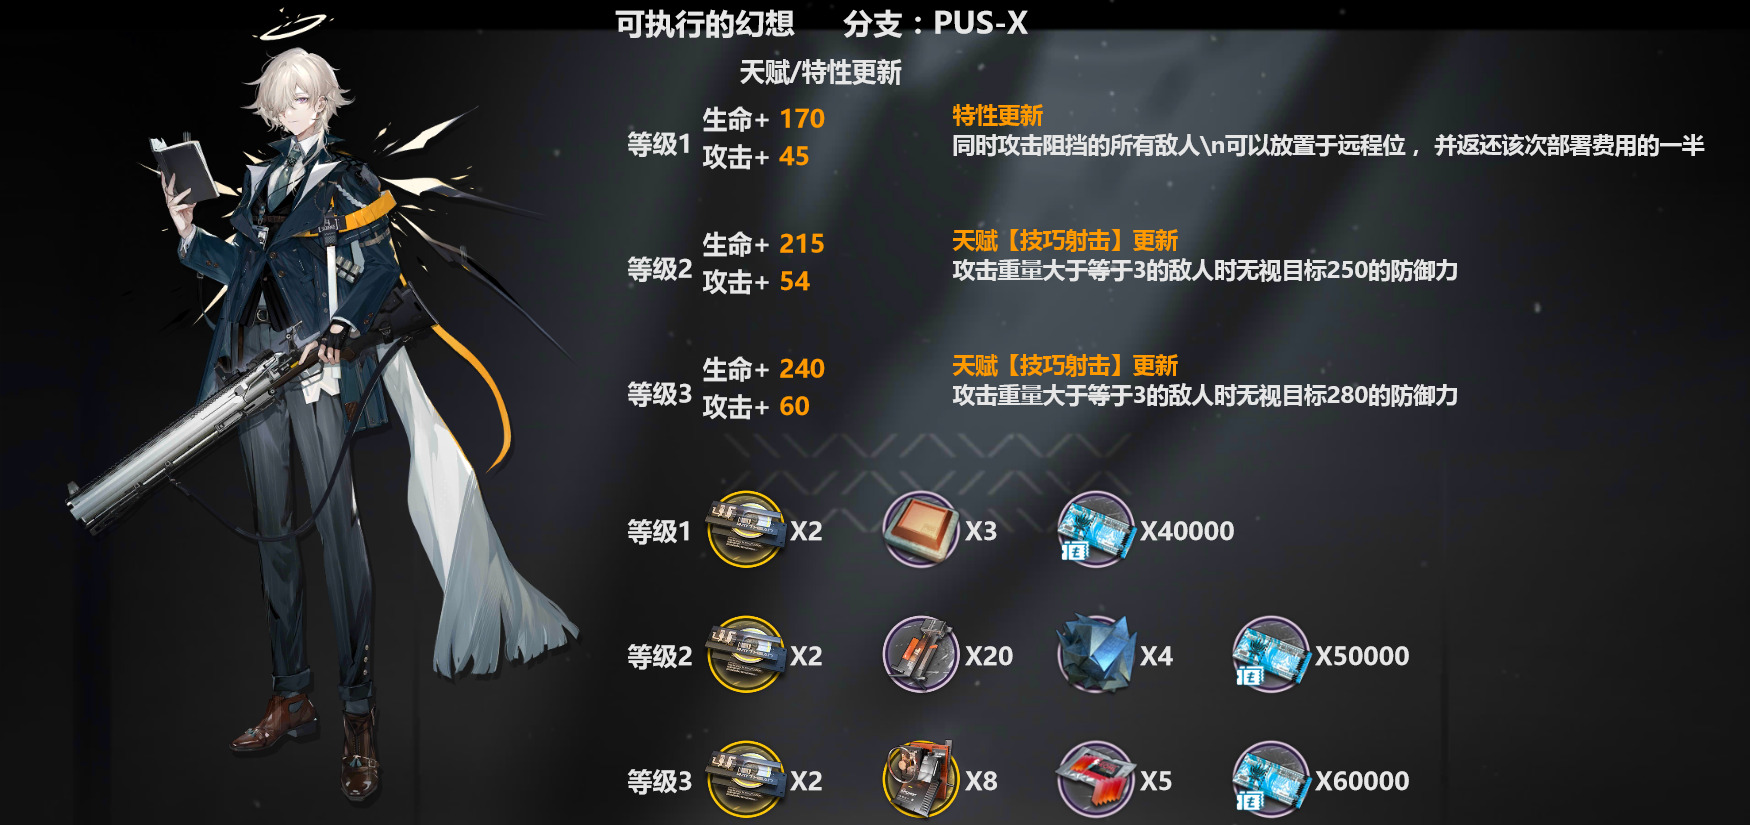 可执行的幻想 分支：PUS-X
天赋/特性更新
等级1
生命+ 170
攻击+ 45
特性更新
同时攻击阻挡的所有敌人\n可以放置于远程位，并返还该次部署费用的一半
等级2
生命+ 215
攻击+ 54
天赋【技巧射击】更新
攻击重量大于等于3的敌人时无视目标250的防御力
等级3
生命+ 240
攻击+ 60
天赋【技巧射击】更新
攻击重量大于等于3的敌人时无视目标280的防御力
等级1 X2 X3 X40000
等级2 X2 X20 X4 X50000
等级3 X2 X8 X5 X60000